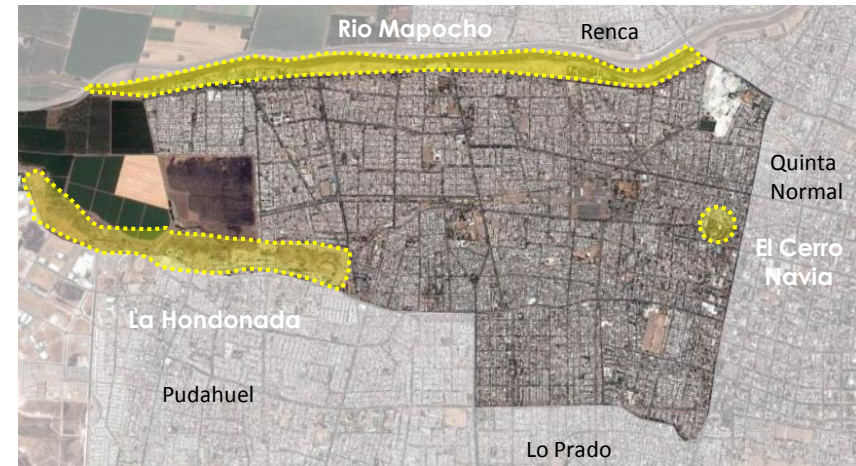 Rio Mapocho
Renca
Quinta
Normal
El Cerro
Navia
La Hondonada
Pudahuel
Lo Prado